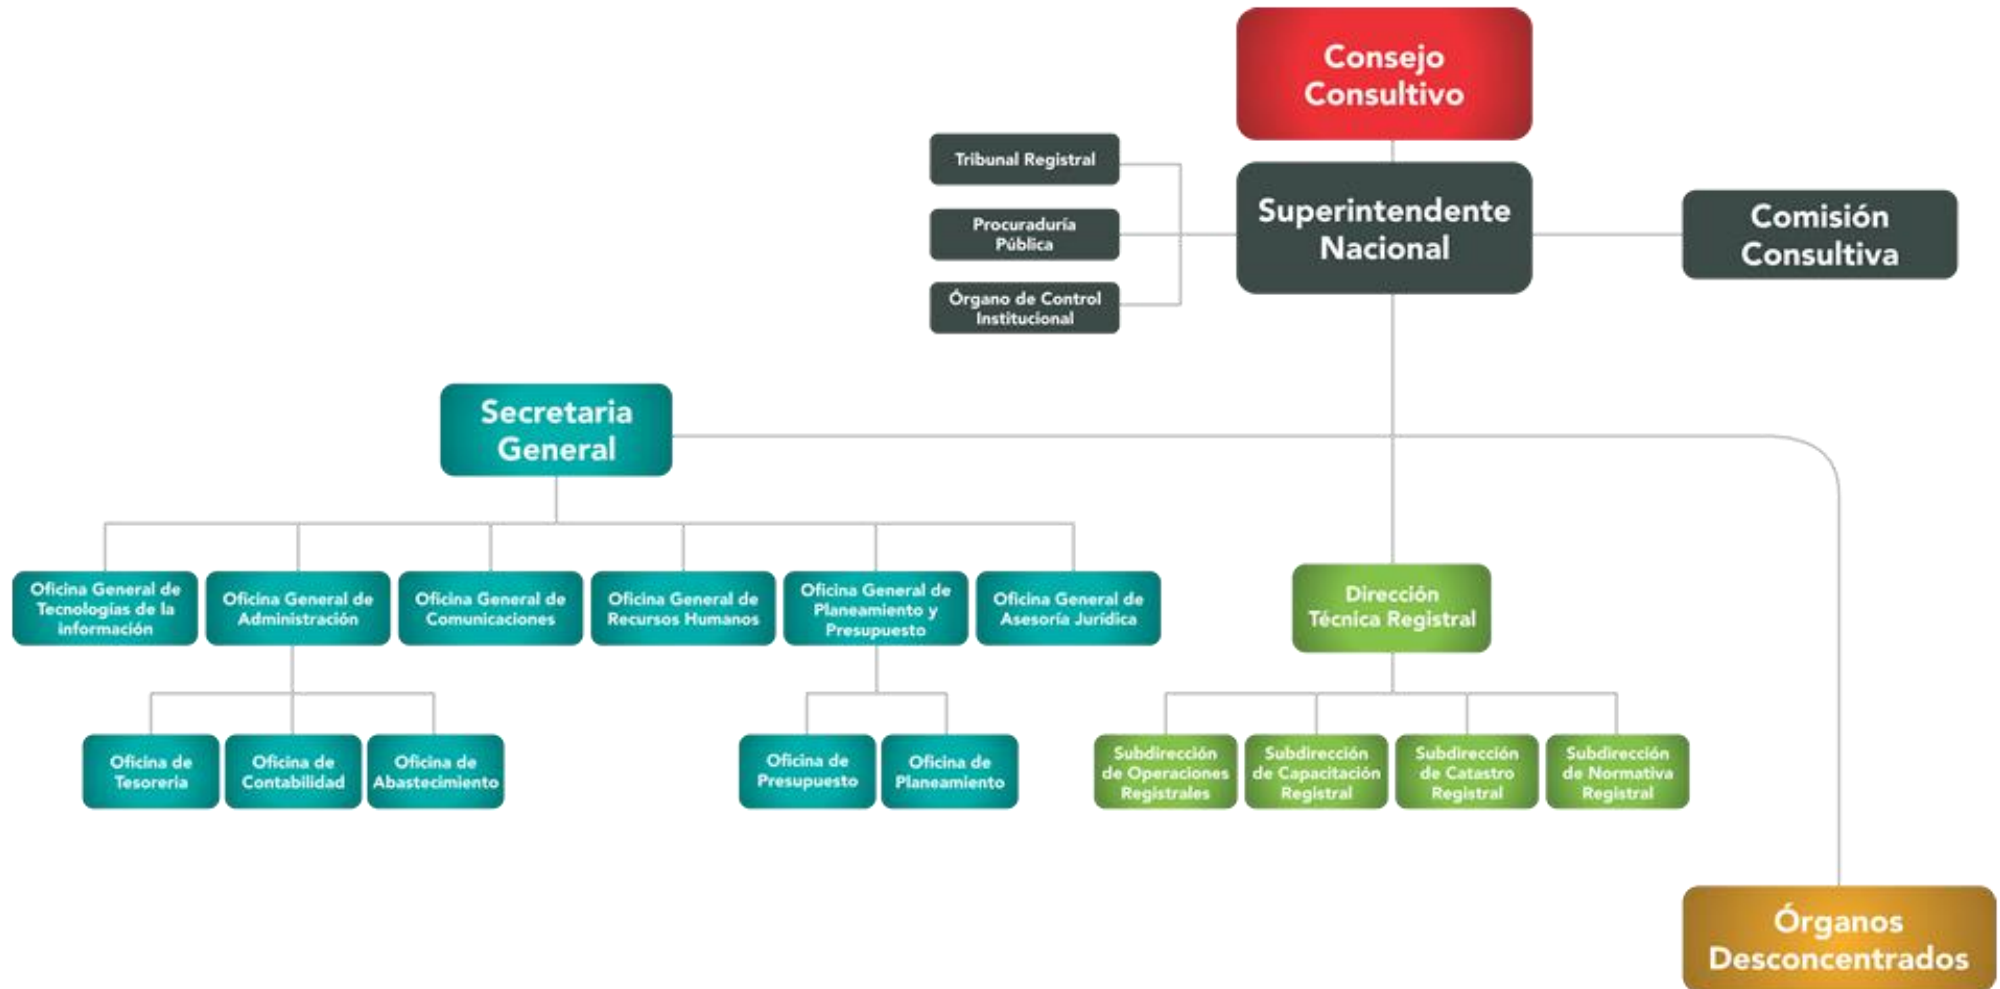 Consejo
Consultivo
Tribunal Registral
Procuraduría
Pública
Órgano de Control
Institucional
Superintendente
Nacional
Comisión
Consultiva
Secretaria
General
Oficina General de
Tecnologías de la
información
Oficina General de
Administración
Oficina General de
Comunicaciones
Oficina General de
Recursos Humanos
Oficina General de
Planeamiento y
Presupuesto
Oficina General de
Asesoría Jurídica
Dirección
Técnica Registral
Oficina de
Tesoreria
Oficina de
Contabilidad
Oficina de
Abastecimiento
Oficina de
Presupuesto
Oficina de
Planeamiento
Subdirección
de Operaciones
Registrales
Subdirección
de Capacitación
Registral
Subdirección
de Catastro
Registral
Subdirección
de Normativa
Registral
Órganos
Desconcentrados